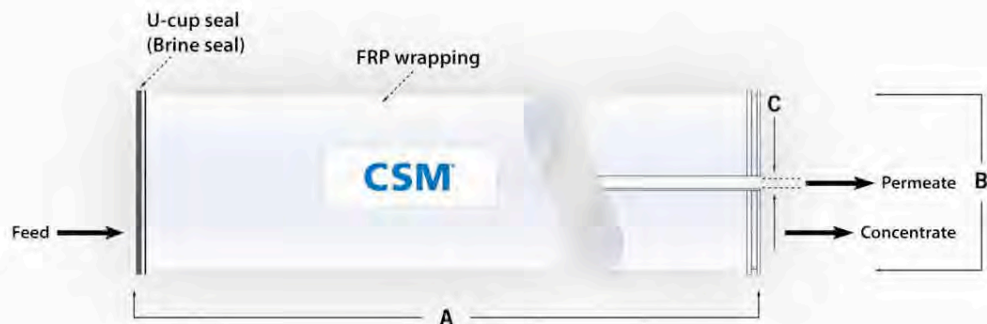 U-cup seal
(Brine seal)
FRP wrapping
C
CSM
Permeate
B
Feed
Concentrate
A